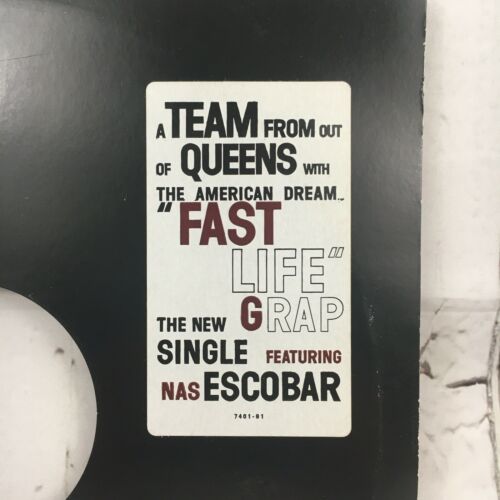 A TEAM FROM OUT
OF QUEENS WITH
THE AMERICAN DREAM...
"FAST
LIFE"
GRAP
THE NEW
SINGLE FEATURING
NAS ESCOBAR
7461-81